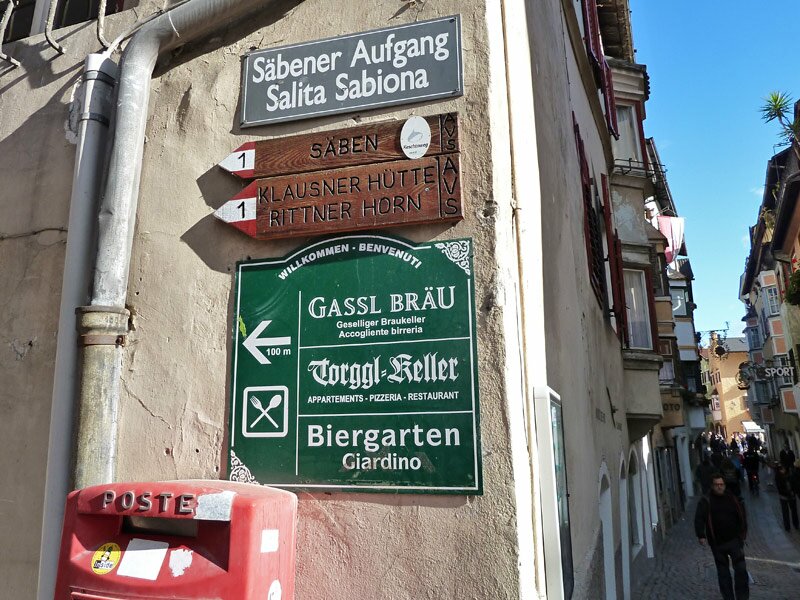 Säbener Aufgang
Salita Sabiona
1
SÄBEN
AVS
1
KLAUSNER HÜTTE
RITTNER HORN
AVS
WILLKOMMEN - BENVENUTI
GASSL BRÄU
Geselliger Braukeller
Accogliente birreria
100 m
Torggl-Keller
APPARTEMENTS - PIZZERIA - RESTAURANT
Biergarten
Giardino
POSTE
SPORT